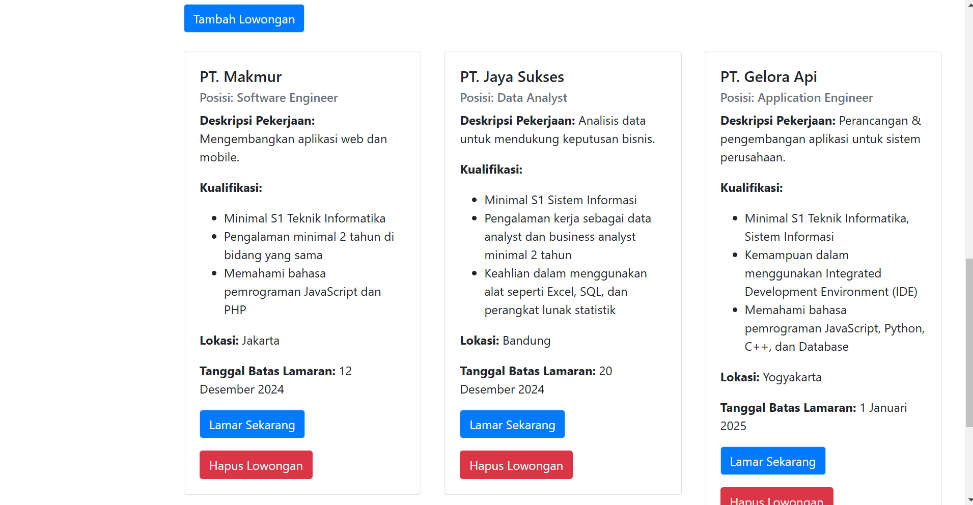 Tambah Lowongan
PT. Makmur
Posisi: Software Engineer
Deskripsi Pekerjaan:
Mengembangkan aplikasi web dan
mobile.
Kualifikasi:
Minimal S1 Teknik Informatika
Pengalaman minimal 2 tahun di
bidang yang sama
Memahami bahasa
pemrograman JavaScript dan
PHP
Lokasi: Jakarta
Tanggal Batas Lamaran: 12
Desember 2024
Lamar Sekarang
Hapus Lowongan
PT. Jaya Sukses
Posisi: Data Analyst
Deskripsi Pekerjaan: Analisis data
untuk mendukung keputusan bisnis.
Kualifikasi:
Minimal S1 Sistem Informasi
Pengalaman kerja sebagai data
analyst dan business analyst
minimal 2 tahun
Keahlian dalam menggunakan
alat seperti Excel, SQL, dan
perangkat lunak statistik
Lokasi: Bandung
Tanggal Batas Lamaran: 20
Desember 2024
Lamar Sekarang
Hapus Lowongan
PT. Gelora Api
Posisi: Application Engineer
Deskripsi Pekerjaan: Perancangan &
pengembangan aplikasi untuk sistem
perusahaan.
Kualifikasi:
Minimal S1 Teknik Informatika,
Sistem Informasi
Kemampuan dalam
menggunakan Integrated
Development Environment (IDE)
Memahami bahasa
pemrograman JavaScript, Python,
C++, dan Database
Lokasi: Yogyakarta
Tanggal Batas Lamaran: 1 Januari
2025
Lamar Sekarang
Hapus Lowongan